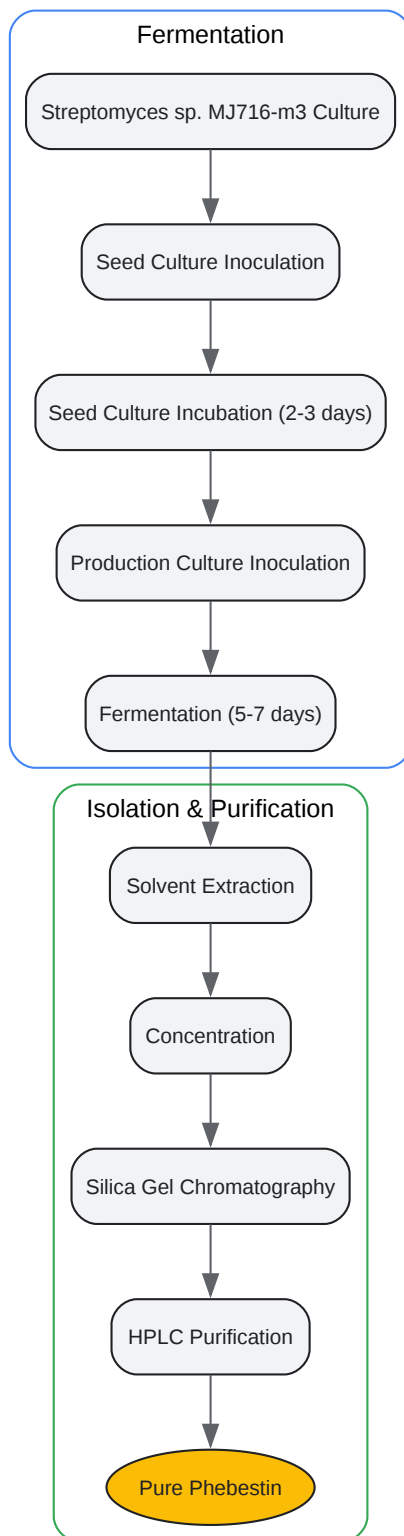 Fermentation
Streptomyces sp. MJ716-m3 Culture
Seed Culture Inoculation
Seed Culture Incubation (2-3 days)
Production Culture Inoculation
Fermentation (5-7 days)
Isolation & Purification
Solvent Extraction
Concentration
Silica Gel Chromatography
HPLC Purification
Pure Phebestin